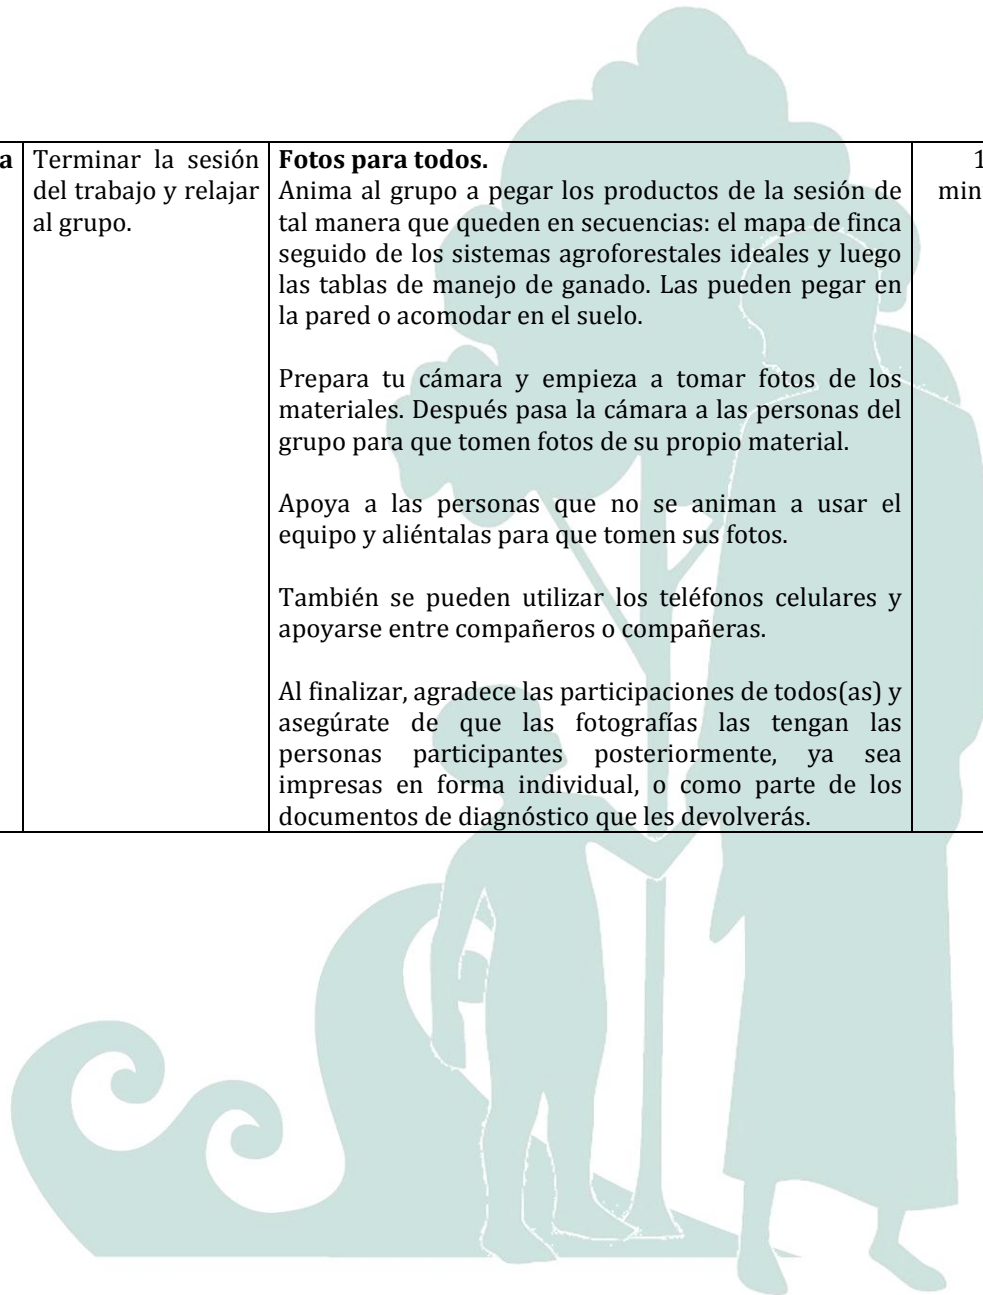 a
Terminar la sesión
del trabajo y relajar
al grupo.
Fotos para todos.
Anima al grupo a pegar los productos de la sesión de
tal manera que queden en secuencias: el mapa de finca
seguido de los sistemas agroforestales ideales y luego
las tablas de manejo de ganado. Las pueden pegar en
la pared o acomodar en el suelo.
Prepara tu cámara y empieza a tomar fotos de los
materiales. Después pasa la cámara a las personas del
grupo para que tomen fotos de su propio material.
Apoya a las personas que no se animan a usar el
equipo y aliéntalas para que tomen sus fotos.
También se pueden utilizar los teléfonos celulares y
apoyarse entre compañeros o compañeras.
Al finalizar, agradece las participaciones de todos(as) y
asegúrate de que las fotografías las tengan las
personas participantes posteriormente, ya sea
impresas en forma individual, o como parte de los
documentos de diagnóstico que les devolverás.
1
min